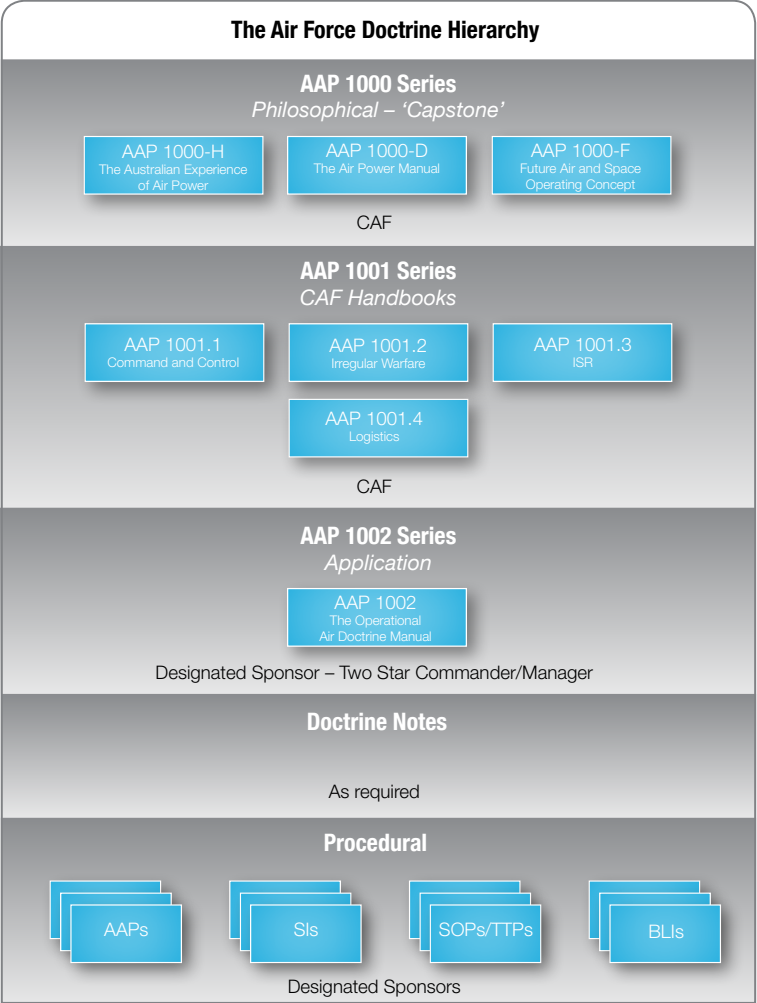 The Air Force Doctrine Hierarchy
AAP 1000 Series
Philosophical – ‘Capstone’
AAP 1000-H
The Australian Experience
of Air Power
AAP 1000-D
The Air Power Manual
AAP 1000-F
Future Air and Space
Operating Concept
CAF
AAP 1001 Series
CAF Handbooks
AAP 1001.1
Command and Control
AAP 1001.2
Irregular Warfare
AAP 1001.3
ISR
AAP 1001.4
Logistics
CAF
AAP 1002 Series
Application
AAP 1002
The Operational
Air Doctrine Manual
Designated Sponsor – Two Star Commander/Manager
Doctrine Notes
As required
Procedural
AAPs
SIs
SOPs/TTPs
BLIs
Designated Sponsors